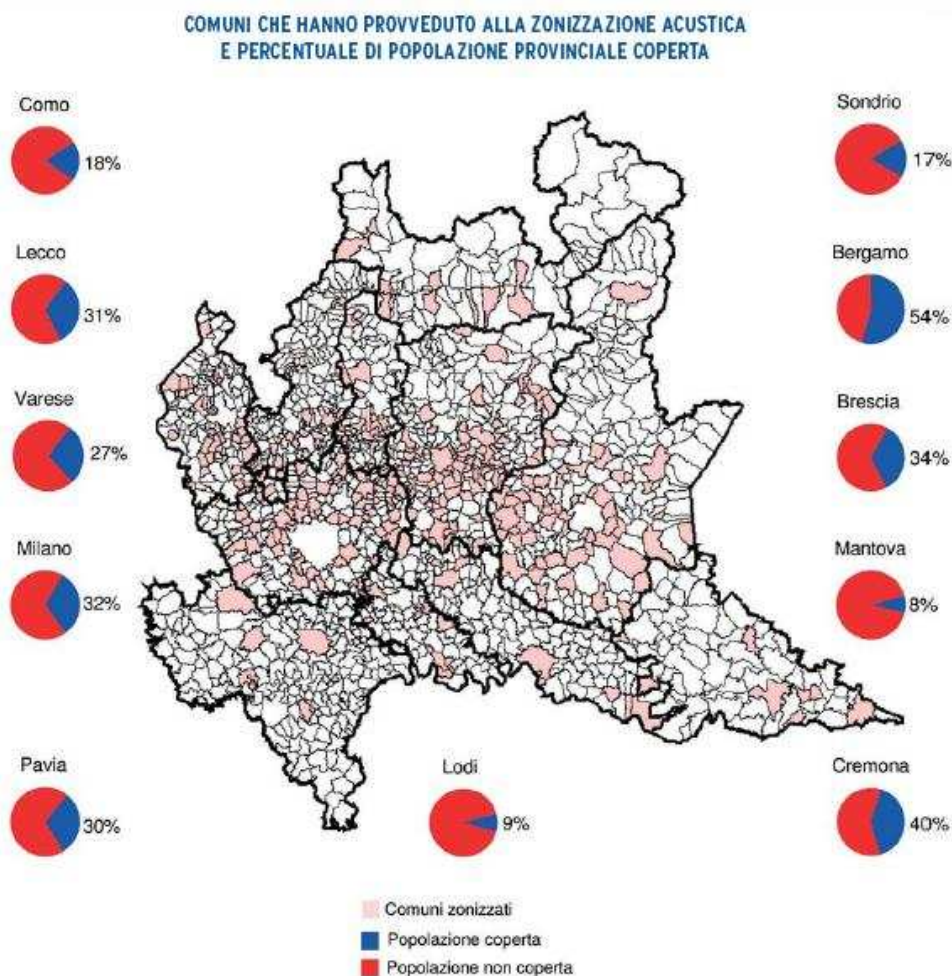 COMUNI CHE HANNO PROVVEDUTO ALLA ZONIZZAZIONE ACUSTICA
E PERCENTUALE DI POPOLAZIONE PROVINCIALE COPERTA
Como
18%
Lecco
31%
Varese
27%
Milano
32%
Pavia
30%
Lodi
9%
Sondrio
17%
Bergamo
54%
Brescia
34%
Mantova
8%
Cremona
40%
Comuni zonizzati
Popolazione coperta
Popolazione non coperta